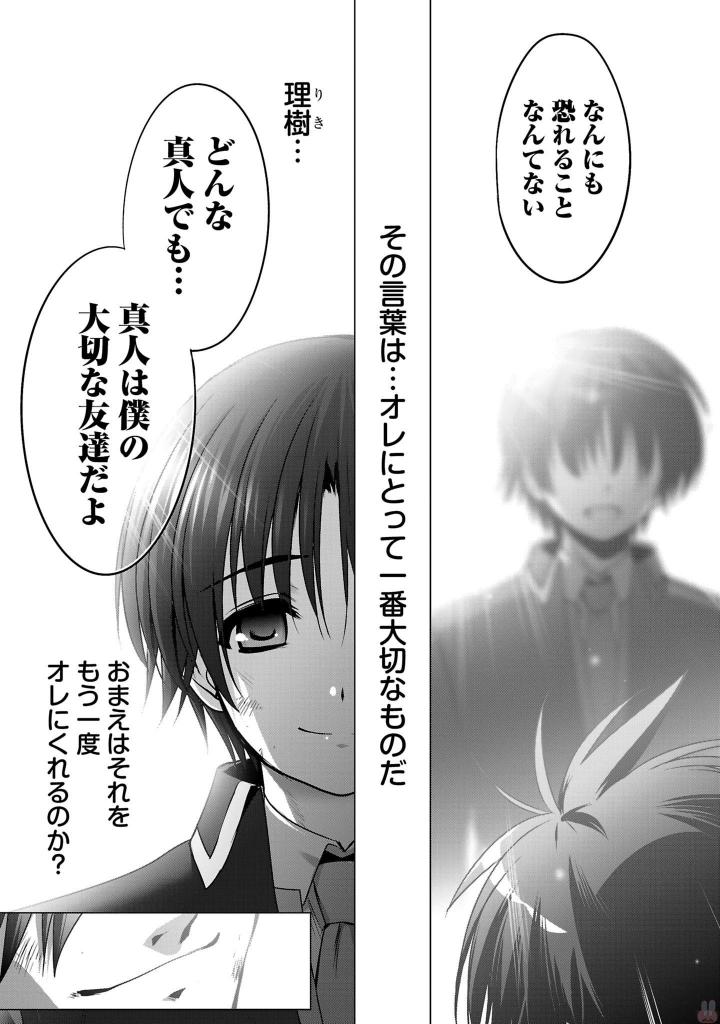 なんにも
恐れること
なんてない
その言葉は…オレにとって一番大切なものだ
理樹…
りき
どんな
真人でも…
真人は僕の
大切な友達だよ
おまえはそれを
もう一度
オレにくれるのか?